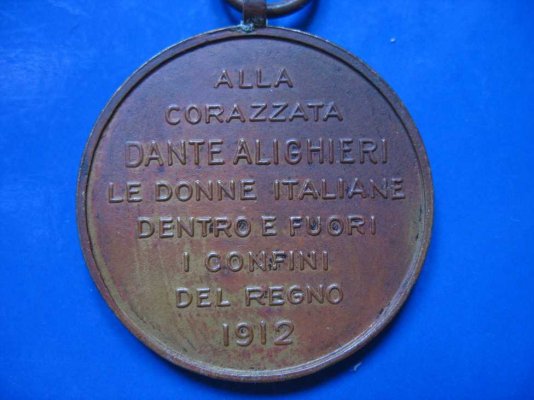 ALLA
CORAZZATA
DANTE ALIGHIERI
LE DONNE ITALIANE
DENTRO E FUORI
I CONFINI
DEL REGNO
1912